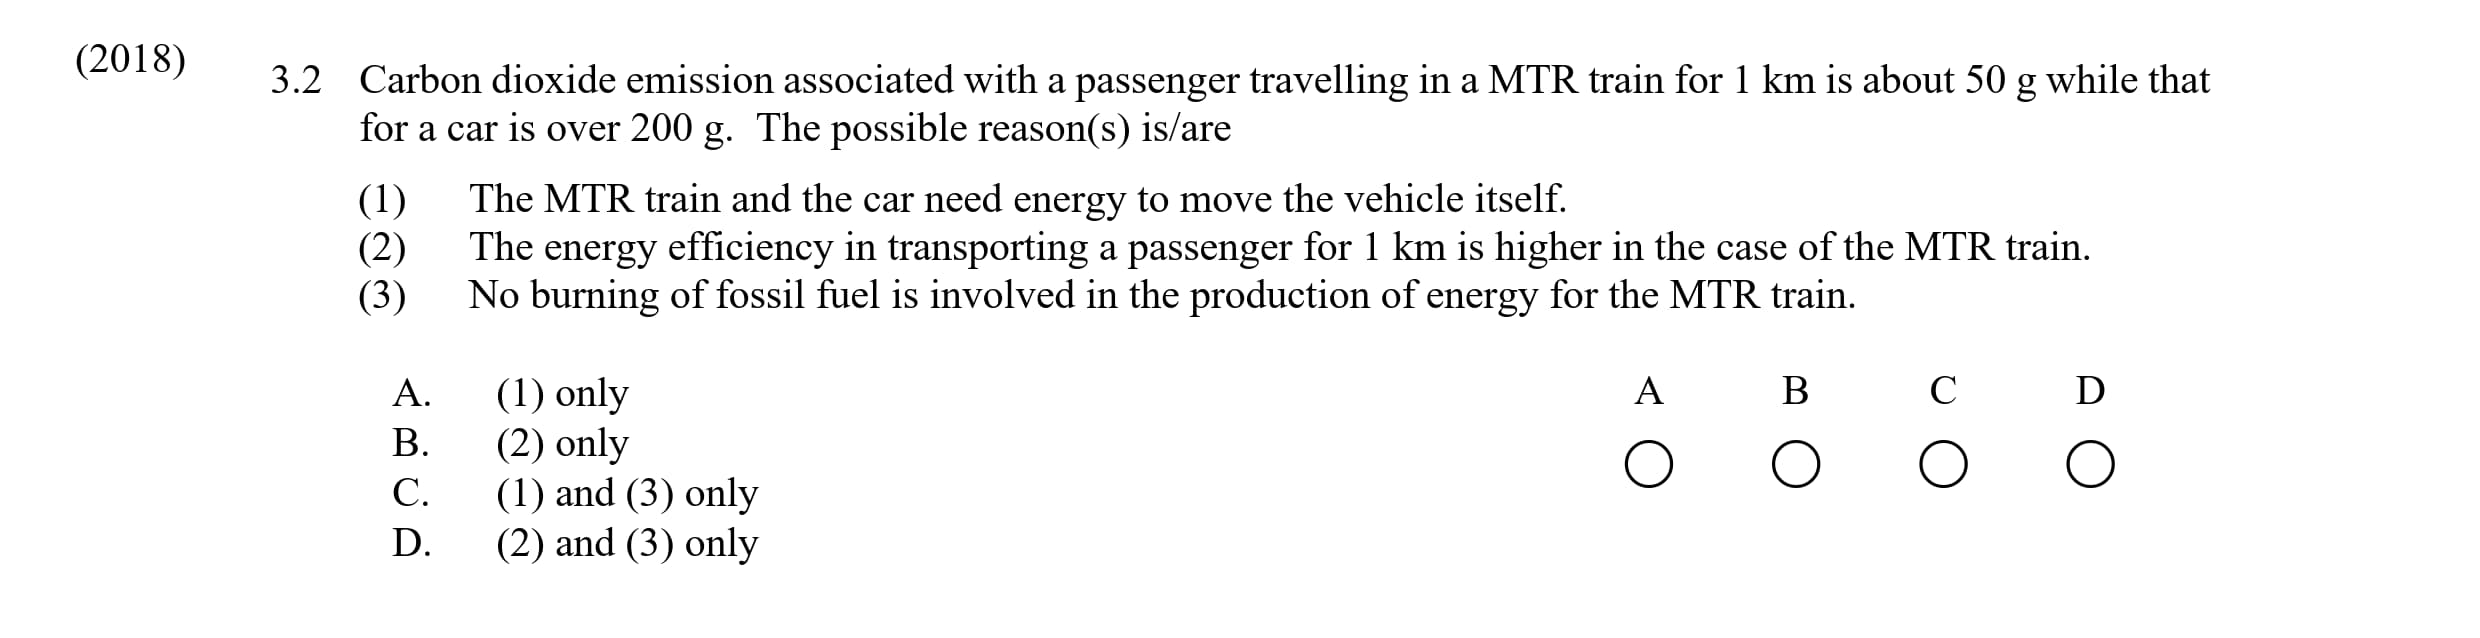 (2018)
3.2 Carbon dioxide emission associated with a passenger travelling in a MTR train for 1 km is about 50 g while that
for a car is over 200 g. The possible reason(s) is/are
(1) The MTR train and the car need energy to move the vehicle itself.
(2) The energy efficiency in transporting a passenger for 1 km is higher in the case of the MTR train.
(3) No burning of fossil fuel is involved in the production of energy for the MTR train.
A. (1) only
B. (2) only
C. (1) and (3) only
D. (2) and (3) only
A B C D